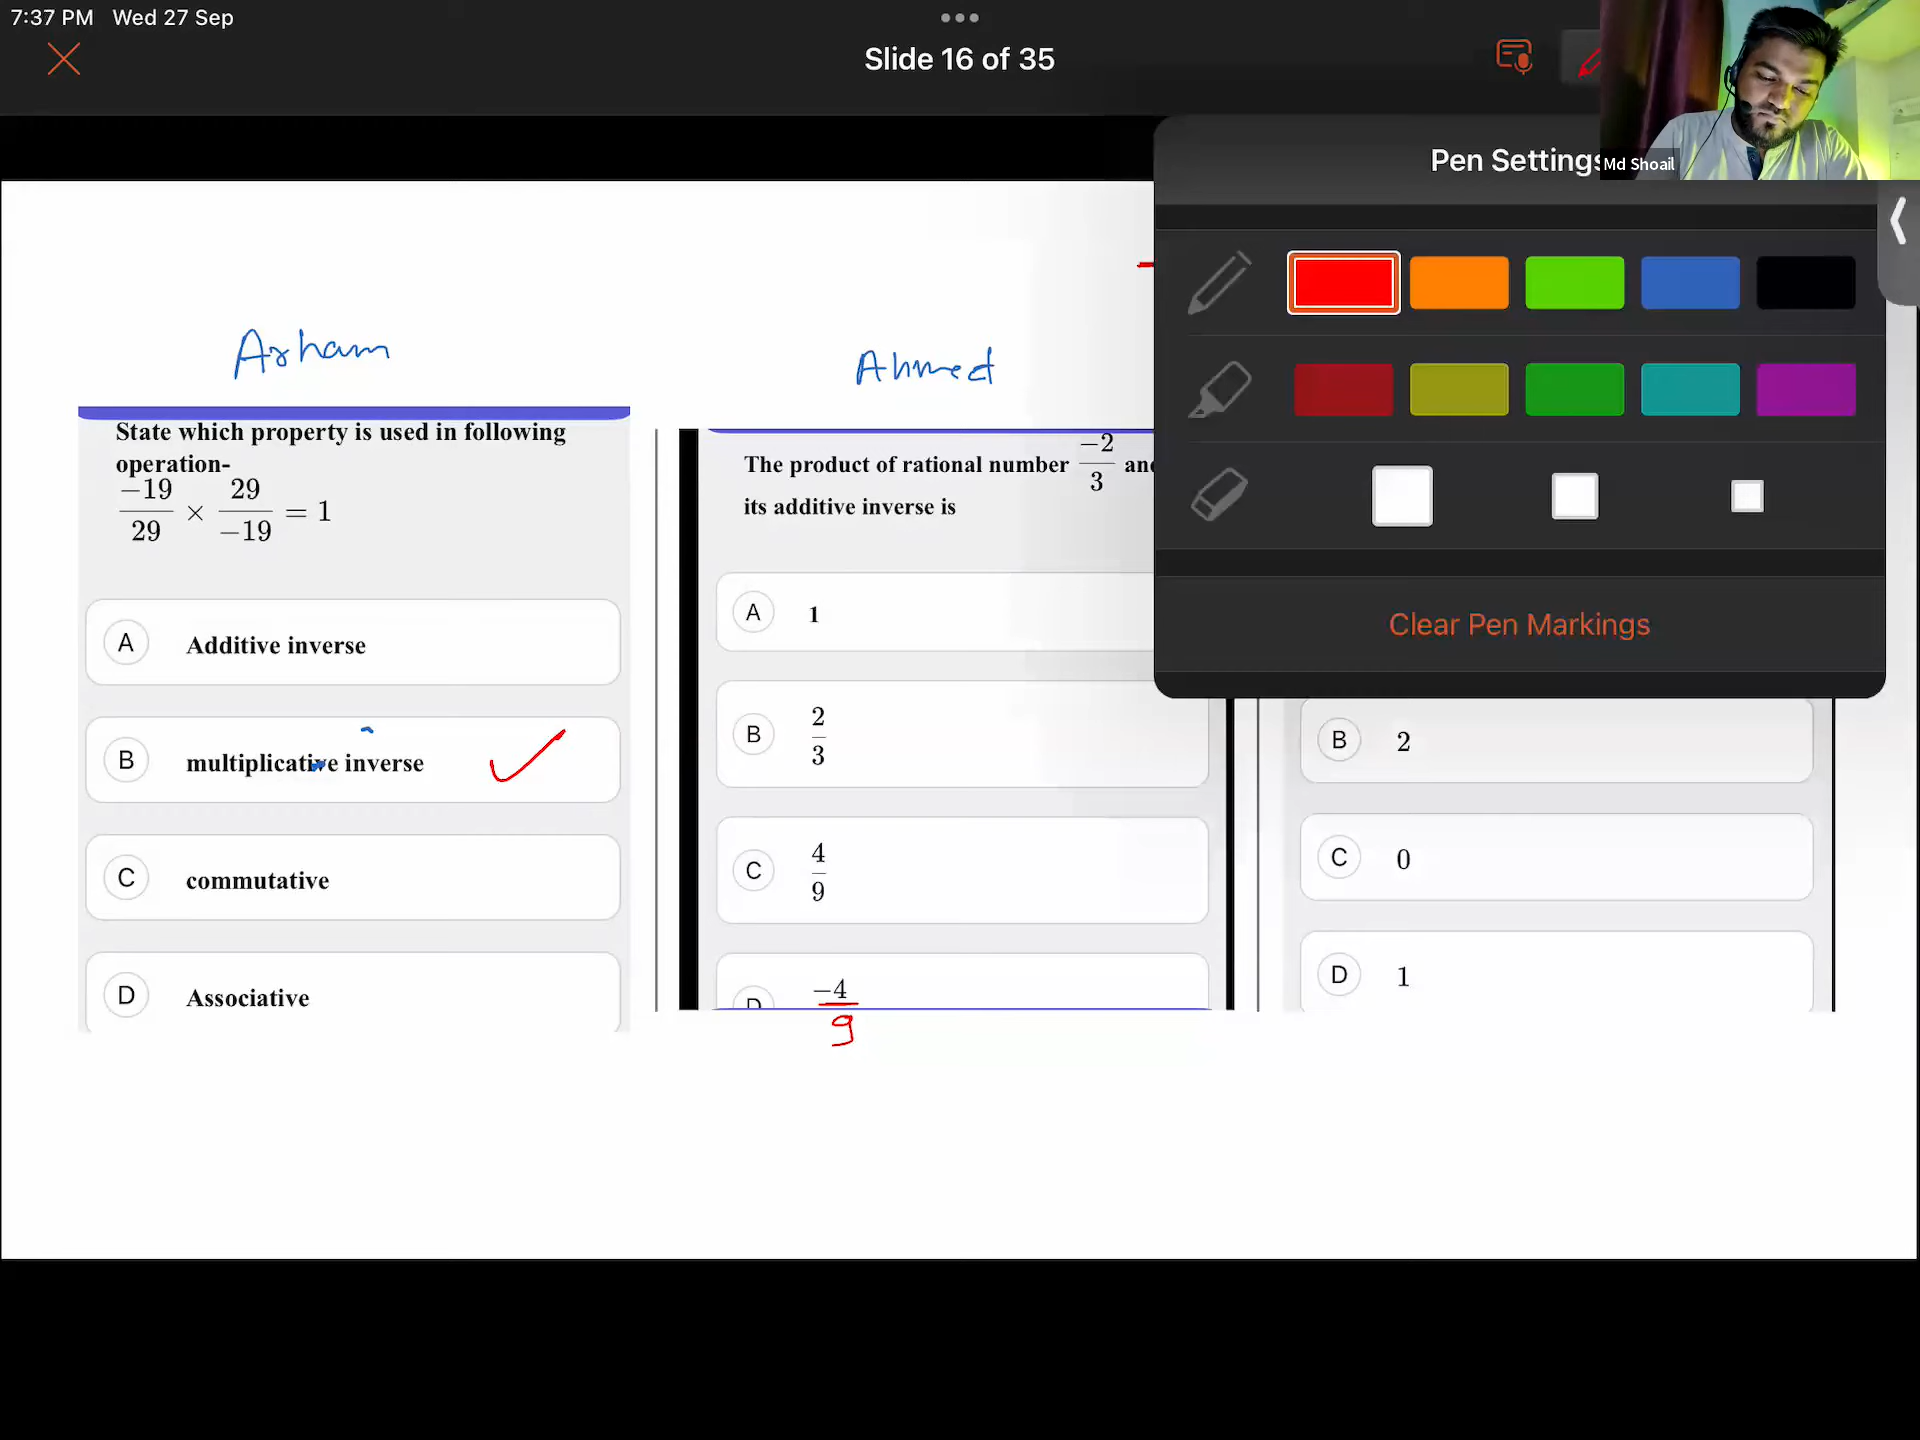 7:37 PM Wed 27 Sep
Slide 16 of 35
Md Shoail
Pen Settings
Clear Pen Markings
Arham
State which property is used in following
operation-
−19/29 × 29/−19 = 1
A Additive inverse
B multiplicative inverse
C commutative
D Associative
Ahmed
The product of rational number −2/3 and
its additive inverse is
A 1
B 2/3
C 4/9
D −4/9
B 2
C 0
D 1